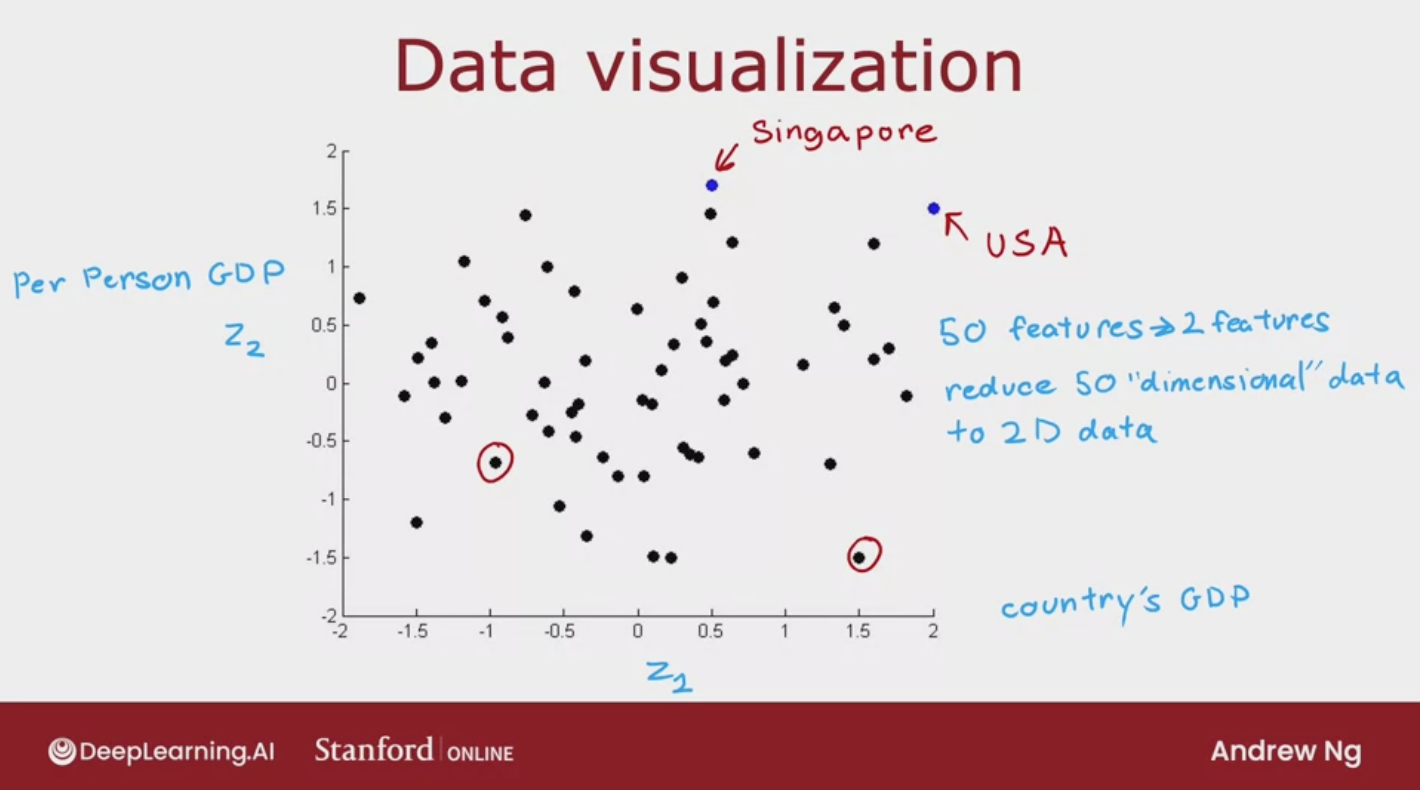 Data visualization
Singapore
USA
Per Person GDP
z2
50 features → 2 features
reduce 50 "dimensional" data
to 2D data
country's GDP
2
1.5
1
0.5
0
-0.5
-1
-1.5
-2
-2 -1.5 -1 -0.5 0 0.5 1 1.5 2
z1
DeepLearning.AI Stanford ONLINE Andrew Ng